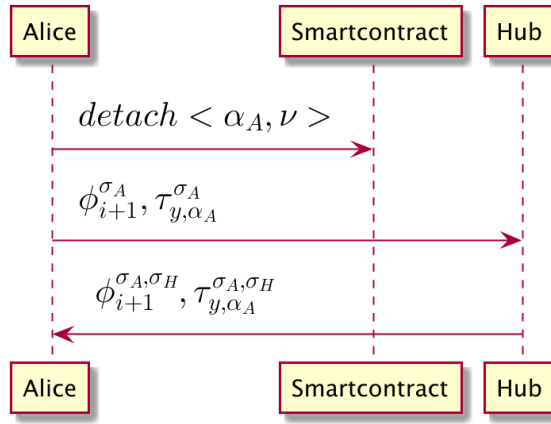 Alice Smartcontract Hub
detach < α_A, ν >
ϕ_{i+1}^{σ_A}, τ_{y,α_A}^{σ_A}
ϕ_{i+1}^{σ_A,σ_H}, τ_{y,α_A}^{σ_A,σ_H}
Alice Smartcontract Hub